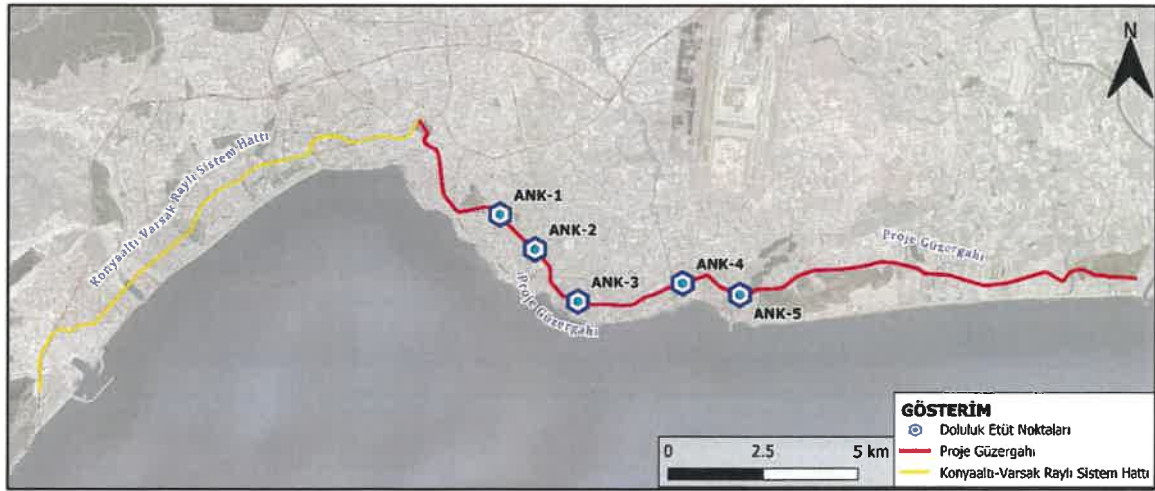 N
Konyaaltı-Varsak Raylı Sistem Hattı
ANK-1
ANK-2
ANK-3
ANK-4
ANK-5
Proje Güzergahı
Proje Güzergahı
GÖSTERİM
Doluluk Etüt Noktaları
Proje Güzergahı
Konyaaltı-Varsak Raylı Sistem Hattı
0 2.5 5 km